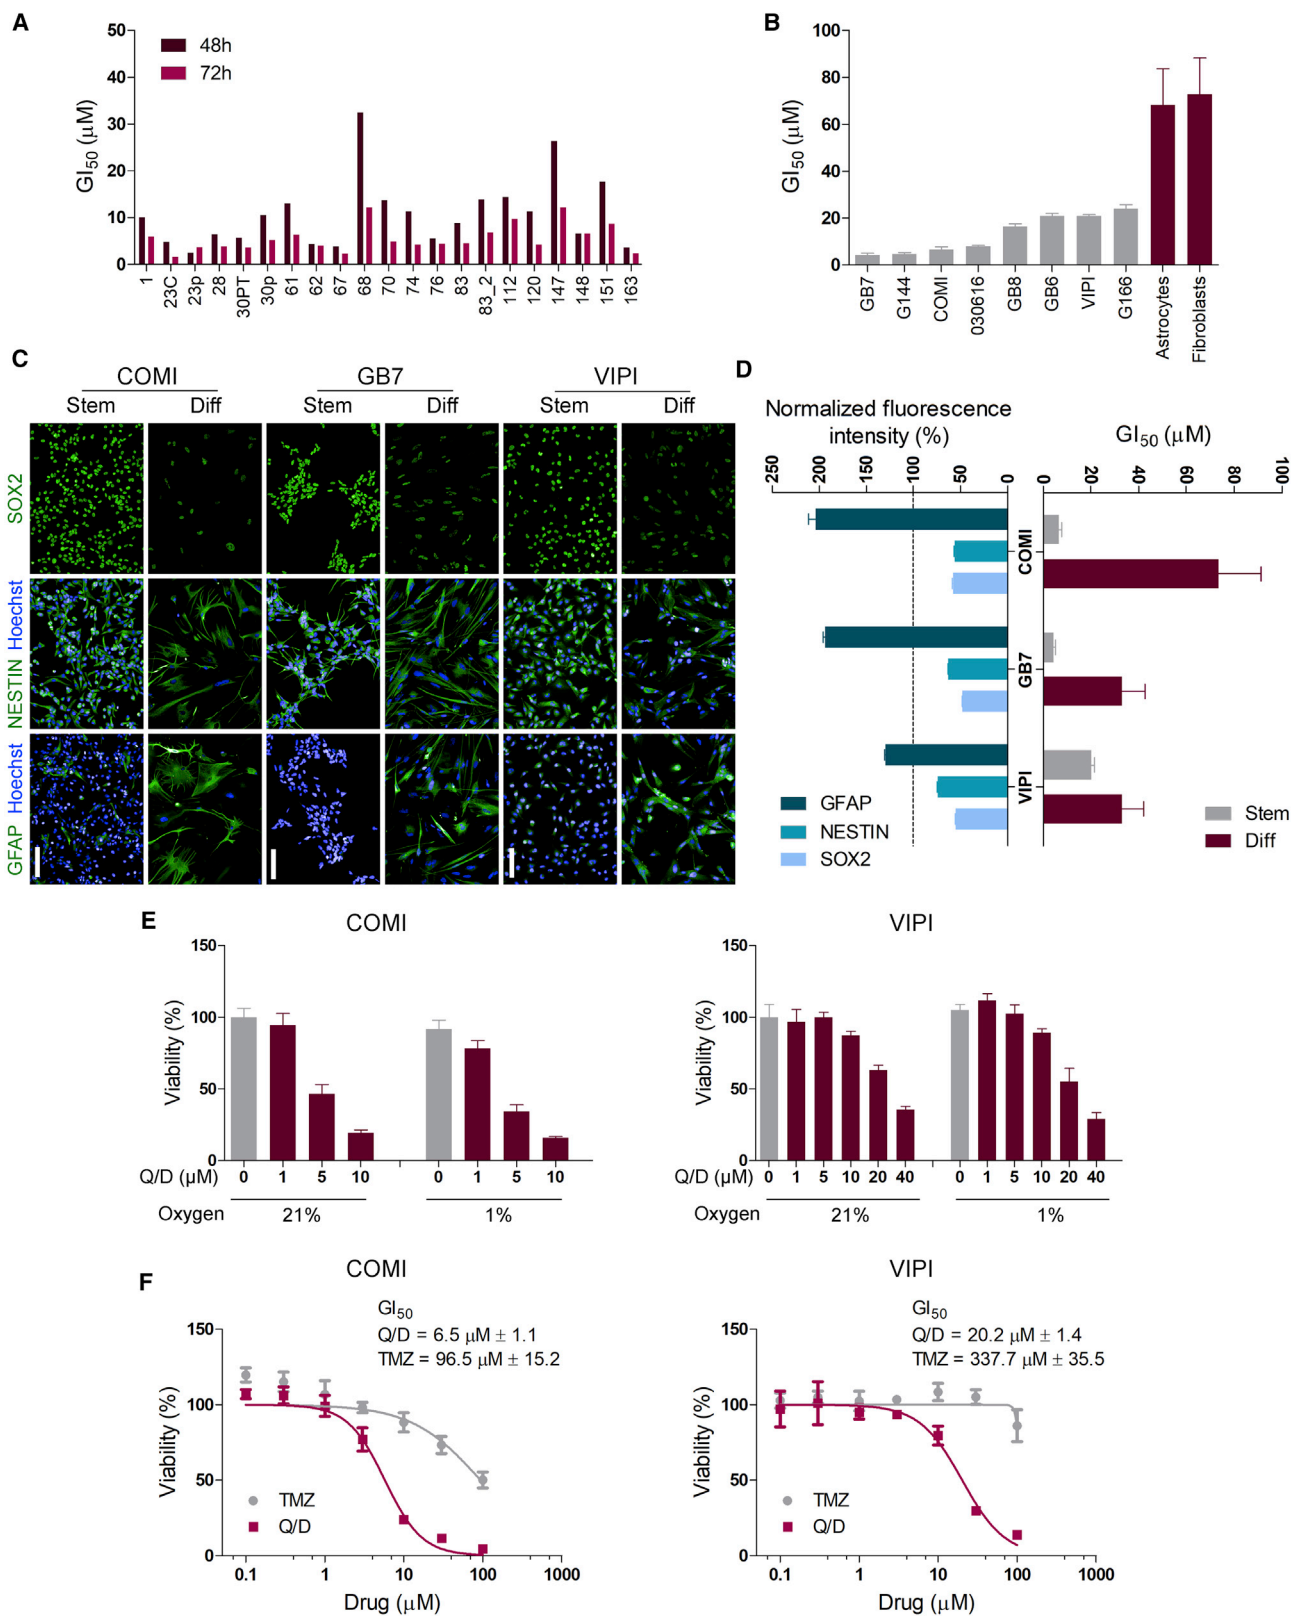 A
50
40
30
20
10
0
GI50 (µM)
48h
72h
1
23C
23p
28
30PT
30p
61
62
67
68
70
74
76
83
83_2
112
120
147
148
151
163
B
100
80
60
40
20
0
GI50 (µM)
GB7
G144
COMI
030616
GB8
GB6
VIPI
G166
Astrocytes
Fibroblasts
C
COMI GB7 VIPI
Stem Diff Stem Diff Stem Diff
SOX2
NESTIN Hoechst
GFAP Hoechst
D
Normalized fluorescence
intensity (%)
250 200 150 100 50 0
GI50 (µM)
0 20 40 60 80 100
COMI
GB7
VIPI
GFAP
NESTIN
SOX2
Stem
Diff
E
COMI
150
100
50
0
Viability (%)
Q/D (µM) 0 1 5 10 0 1 5 10
Oxygen 21% 1%
VIPI
150
100
50
0
Viability (%)
Q/D (µM) 0 1 5 10 20 40 0 1 5 10 20 40
Oxygen 21% 1%
F
COMI
GI50
Q/D = 6.5 µM ± 1.1
TMZ = 96.5 µM ± 15.2
150
100
50
0
Viability (%)
TMZ
Q/D
0.1 1 10 100 1000
Drug (µM)
VIPI
GI50
Q/D = 20.2 µM ± 1.4
TMZ = 337.7 µM ± 35.5
150
100
50
0
Viability (%)
TMZ
Q/D
0.1 1 10 100 1000
Drug (µM)